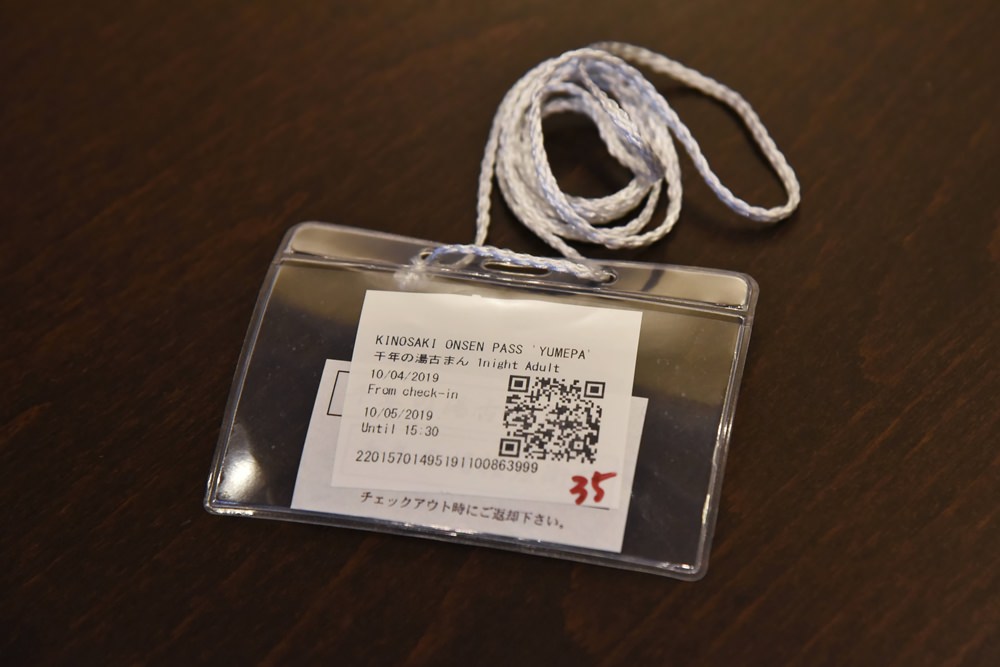 KINOSAKI ONSEN PASS 'YUMEPA'
千年の湯古まん 1night Adult
10/04/2019
From check-in
10/05/2019
Until 15:30
22015701495191100863999
35
チェックアウト時にご返却下さい。